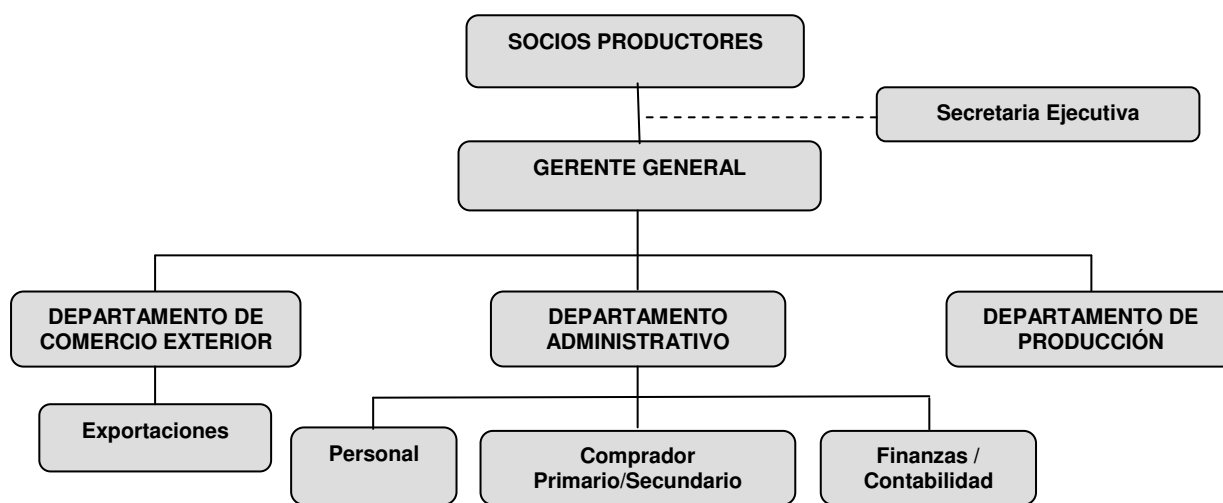 SOCIOS PRODUCTORES
Secretaria Ejecutiva
GERENTE GENERAL
DEPARTAMENTO DE
COMERCIO EXTERIOR
DEPARTAMENTO
ADMINISTRATIVO
DEPARTAMENTO DE
PRODUCCIÓN
Exportaciones
Personal
Comprador
Primario/Secundario
Finanzas /
Contabilidad